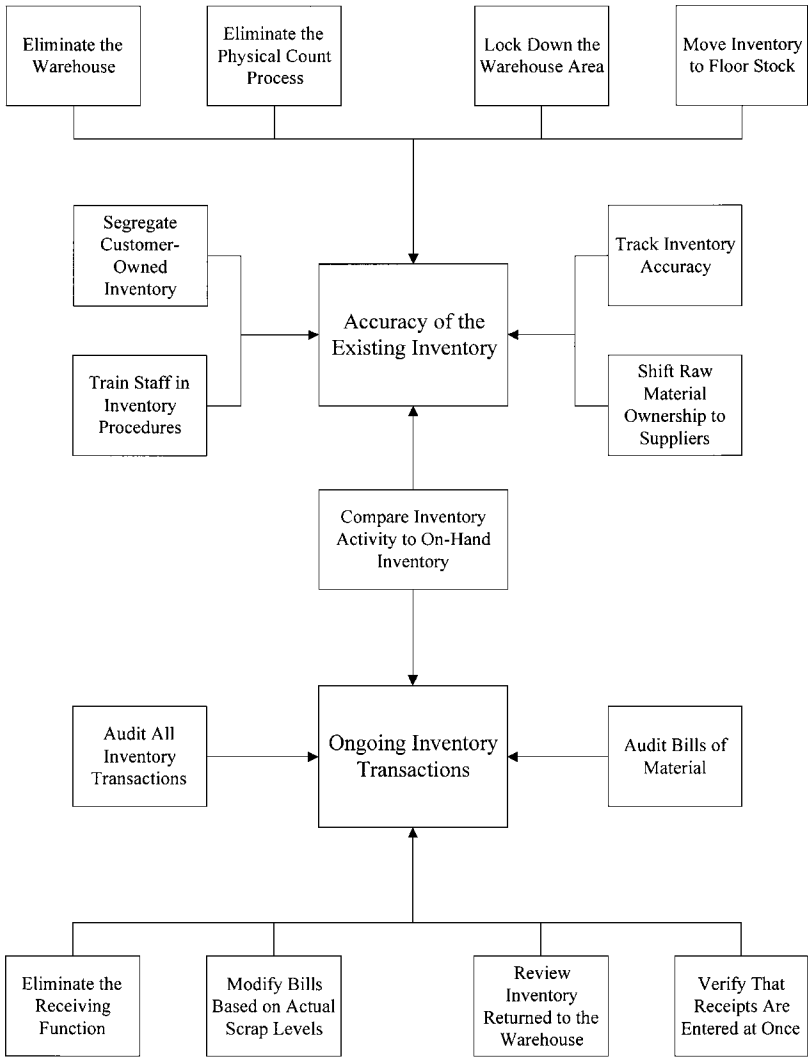 Eliminate the
Warehouse
Eliminate the
Physical Count
Process
Lock Down the
Warehouse Area
Move Inventory
to Floor Stock
Segregate
Customer-
Owned
Inventory
Track Inventory
Accuracy
Accuracy of the
Existing Inventory
Train Staff in
Inventory
Procedures
Shift Raw
Material
Ownership to
Suppliers
Compare Inventory
Activity to On-Hand
Inventory
Audit All
Inventory
Transactions
Ongoing Inventory
Transactions
Audit Bills of
Material
Eliminate the
Receiving
Function
Modify Bills
Based on Actual
Scrap Levels
Review
Inventory
Returned to the
Warehouse
Verify That
Receipts Are
Entered at Once